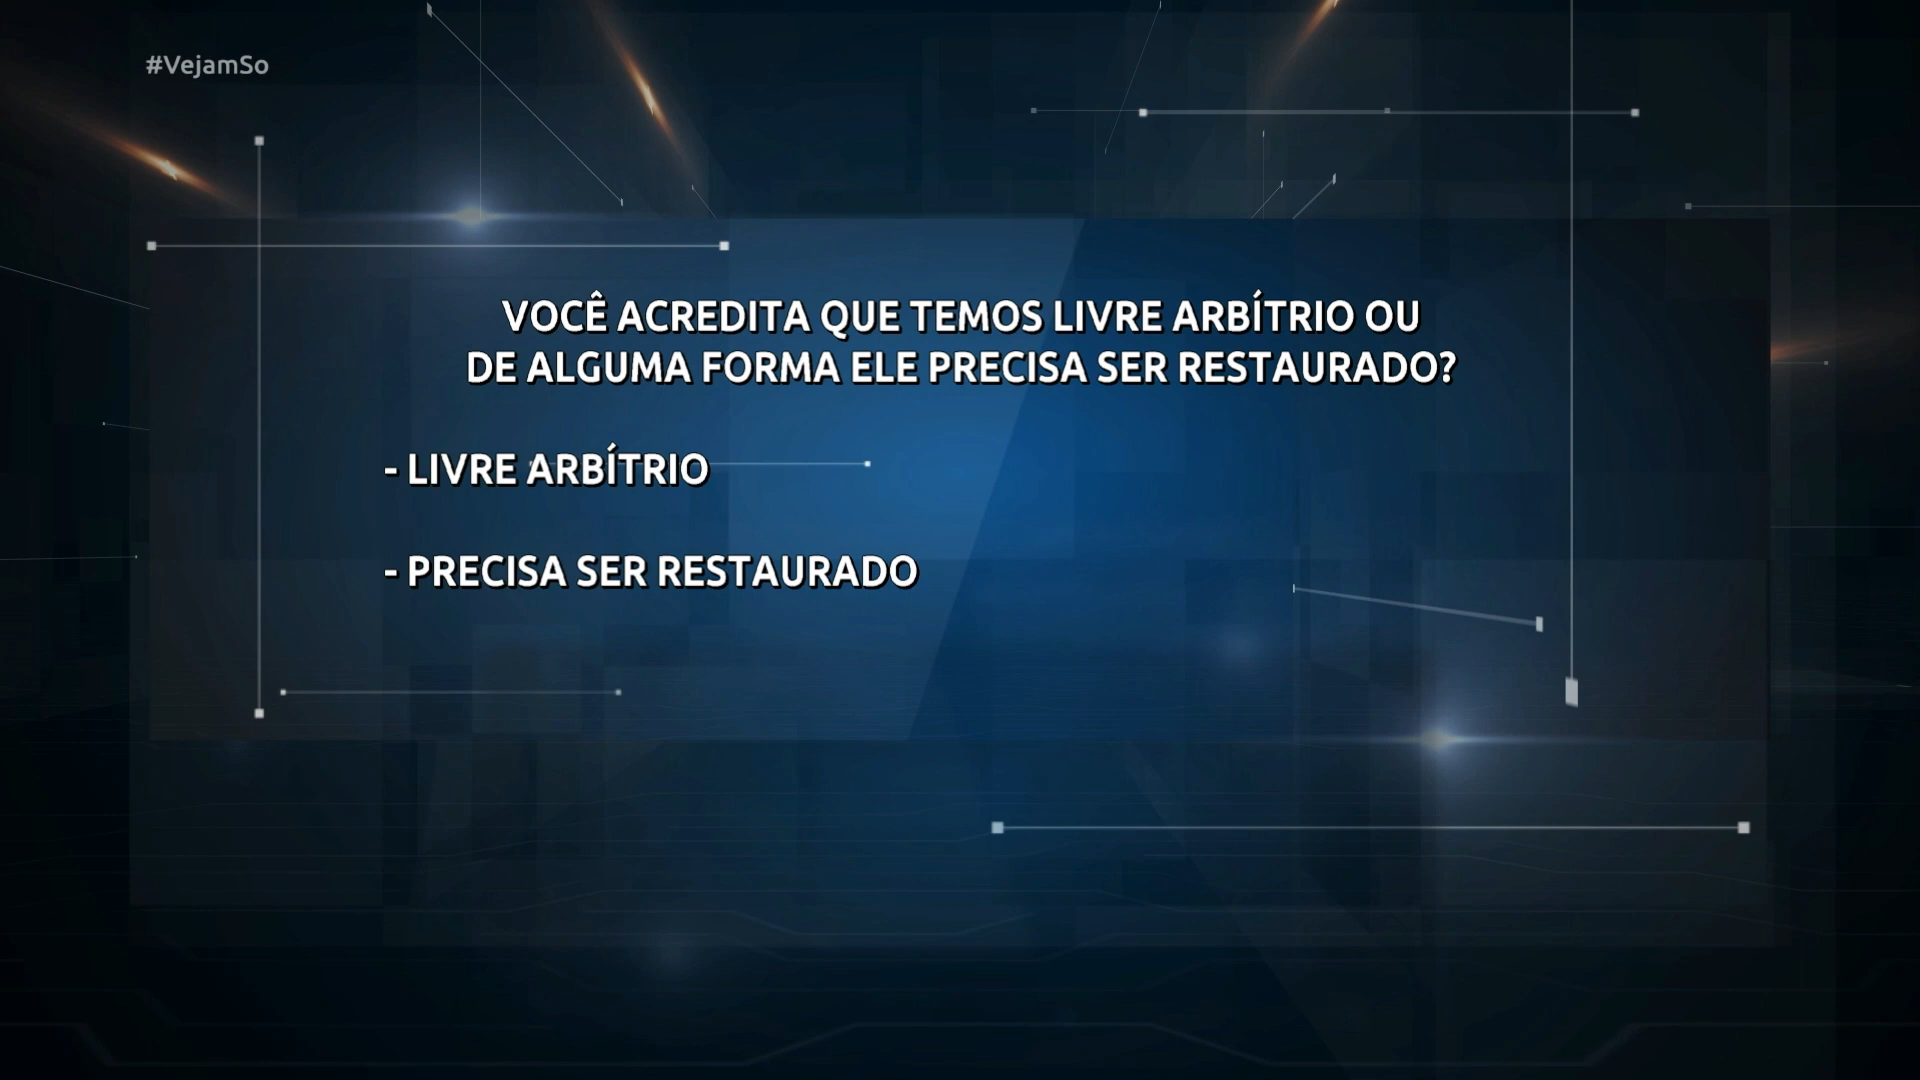 #VejamSo
VOCÊ ACREDITA QUE TEMOS LIVRE ARBÍTRIO OU
DE ALGUMA FORMA ELE PRECISA SER RESTAURADO?
- LIVRE ARBÍTRIO
- PRECISA SER RESTAURADO